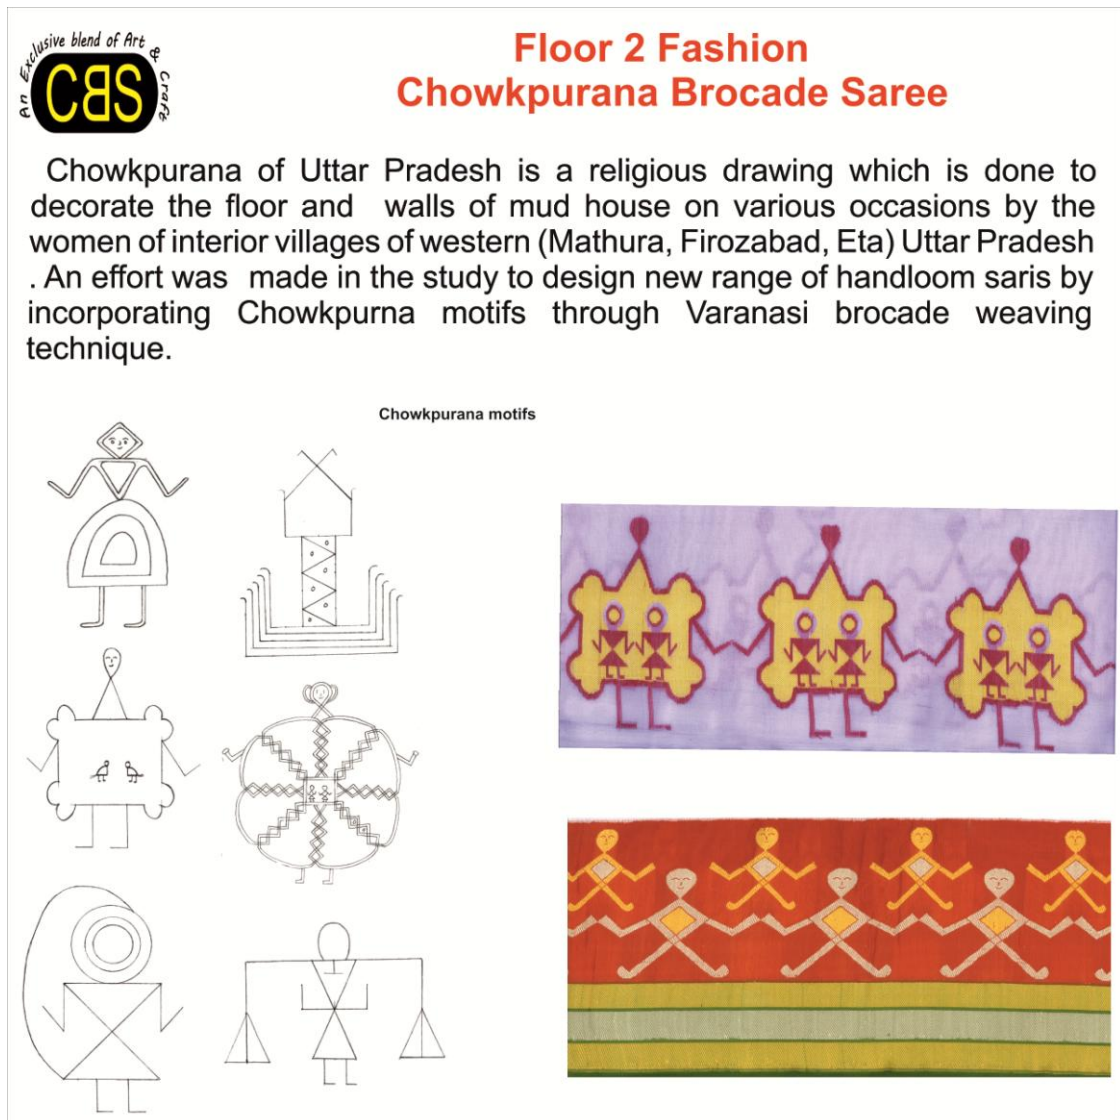 An Exclusive blend of Art & Craft
CBS
Floor 2 Fashion
Chowkpurana Brocade Saree
Chowkpurana of Uttar Pradesh is a religious drawing which is done to
decorate the floor and walls of mud house on various occasions by the
women of interior villages of western (Mathura, Firozabad, Eta) Uttar Pradesh
. An effort was made in the study to design new range of handloom saris by
incorporating Chowkpurna motifs through Varanasi brocade weaving
technique.
Chowkpurana motifs